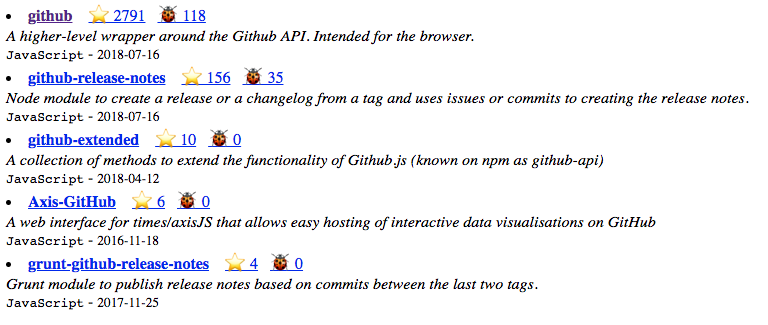 • github 2791 118
A higher-level wrapper around the Github API. Intended for the browser.
JavaScript - 2018-07-16
• github-release-notes 156 35
Node module to create a release or a changelog from a tag and uses issues or commits to creating the release notes.
JavaScript - 2018-07-16
• github-extended 10 0
A collection of methods to extend the functionality of Github.js (known on npm as github-api)
JavaScript - 2018-04-12
• Axis-GitHub 6 0
A web interface for times/axisJS that allows easy hosting of interactive data visualisations on GitHub
JavaScript - 2016-11-18
• grunt-github-release-notes 4 0
Grunt module to publish release notes based on commits between the last two tags.
JavaScript - 2017-11-25